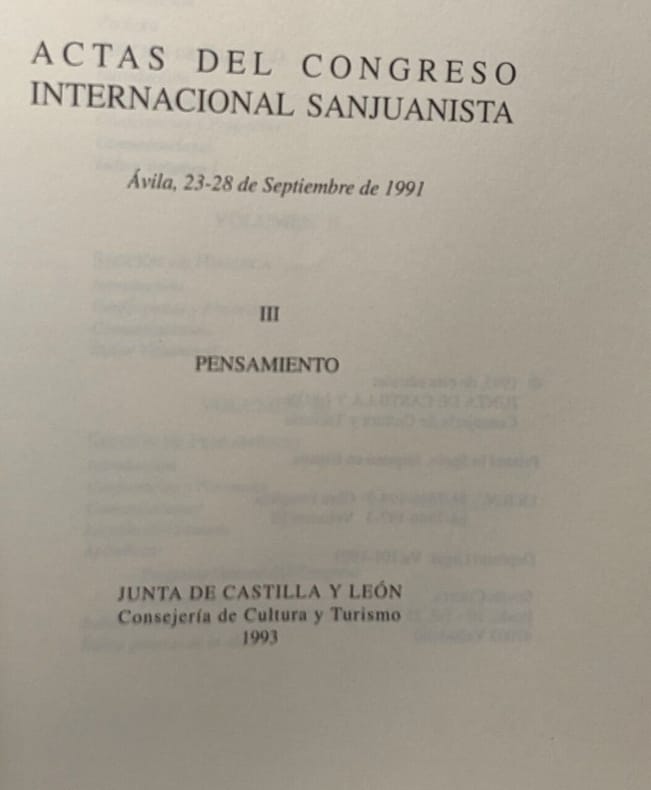 ACTAS DEL CONGRESO
INTERNACIONAL SANJUANISTA
Ávila, 23-28 de Septiembre de 1991
III
PENSAMIENTO
JUNTA DE CASTILLA Y LEÓN
Consejería de Cultura y Turismo
1993